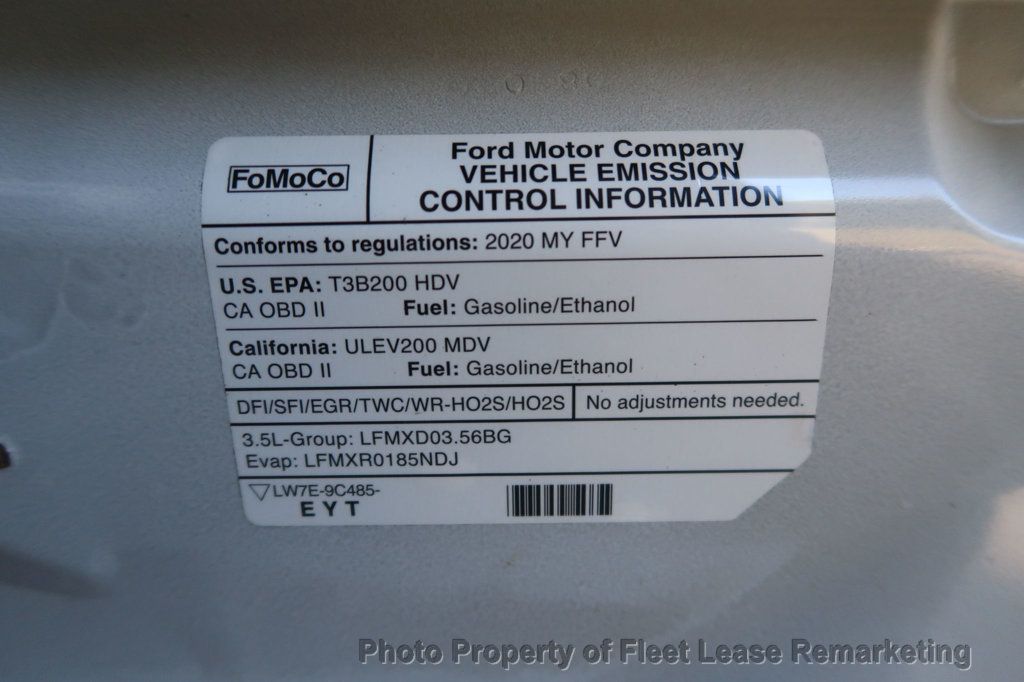 FoMoCo
Ford Motor Company
VEHICLE EMISSION
CONTROL INFORMATION
Conforms to regulations: 2020 MY FFV
U.S. EPA: T3B200 HDV
CA OBD II Fuel: Gasoline/Ethanol
California: ULEV200 MDV
CA OBD II Fuel: Gasoline/Ethanol
DFI/SFI/EGR/TWC/WR-HO2S/HO2S No adjustments needed.
3.5L-Group: LFMXD03.56BG
Evap: LFMXR0185NDJ
LW7E-9C485-
EYT
Photo Property of Fleet Lease Remarketing